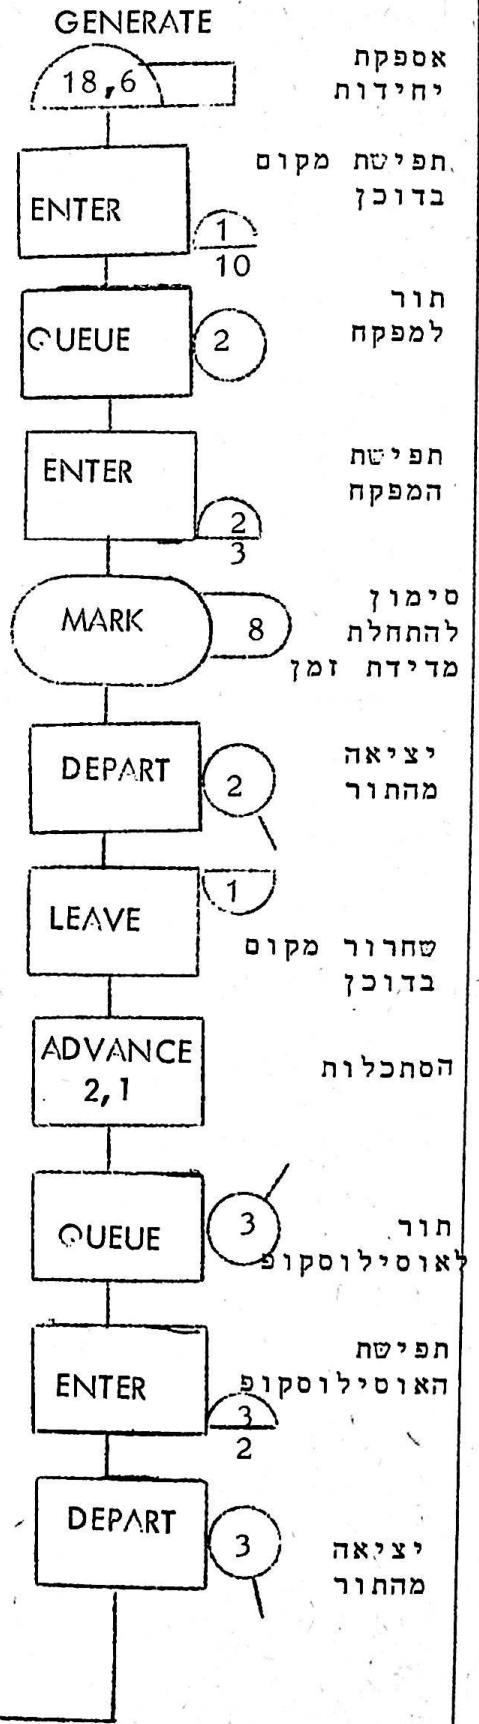 GENERATE
18,6
אספקת
יחידות
ENTER
1
10
תפישת מקום
בדוכן
QUEUE
2
תור
למפקח
ENTER
2
3
תפישת
המפקח
MARK
8
סימון
להתחלת
מדידת זמן
DEPART
2
יציאה
מהתור
LEAVE
1
שחרור מקום
בדוכן
ADVANCE
2,1
הסתכלות
QUEUE
3
תור
לאוסילוסקופ
ENTER
3
2
תפישת
האוסילוסקופ
DEPART
3
יציאה
מהתור